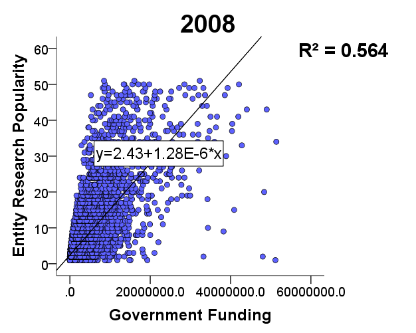 2008
R² = 0.564
Entity Research Popularity
60
50
40
30
20
10
0
y=2.43+1.28E-6*x
.0 20000000.0 40000000.0 60000000.0
Government Funding